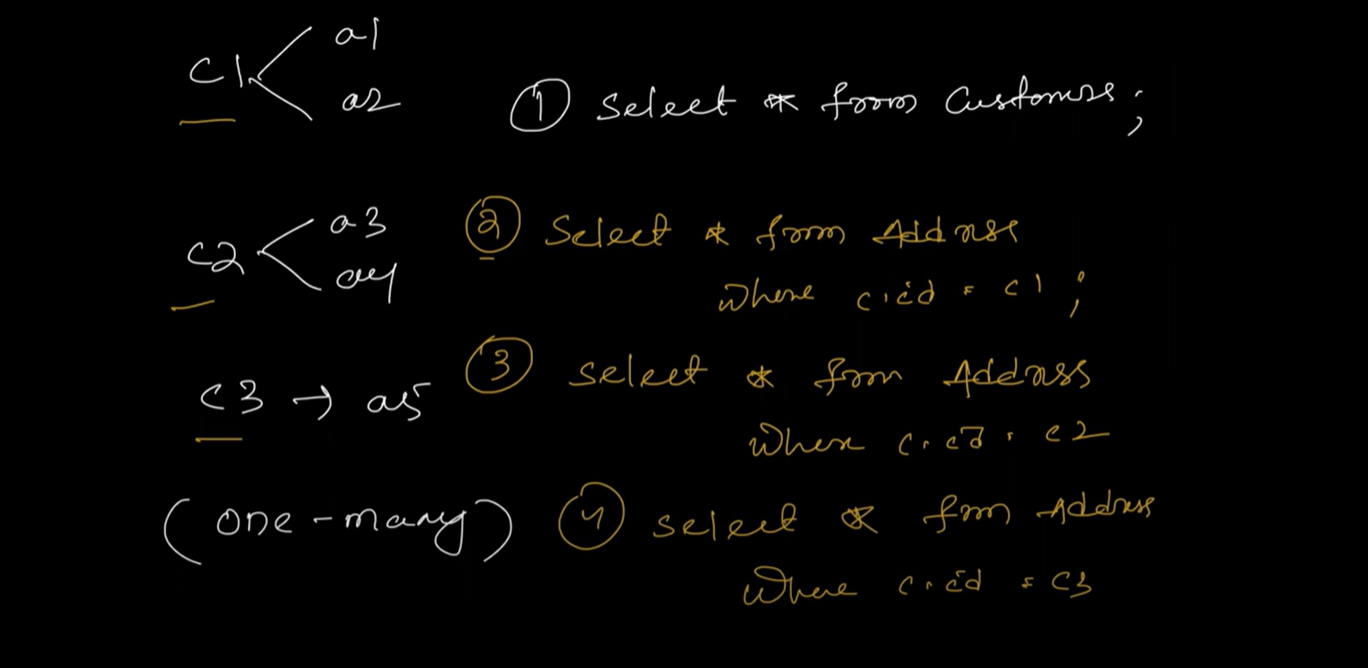 C1 a1
a2
① Select * from Customers;
C2 a3
a4
② Select * from Address
Where c.id = c1;
C3 → a5
③ select * from Address
Where c.id = c2
(one-many)
④ select * from Address
Where c.id = c3